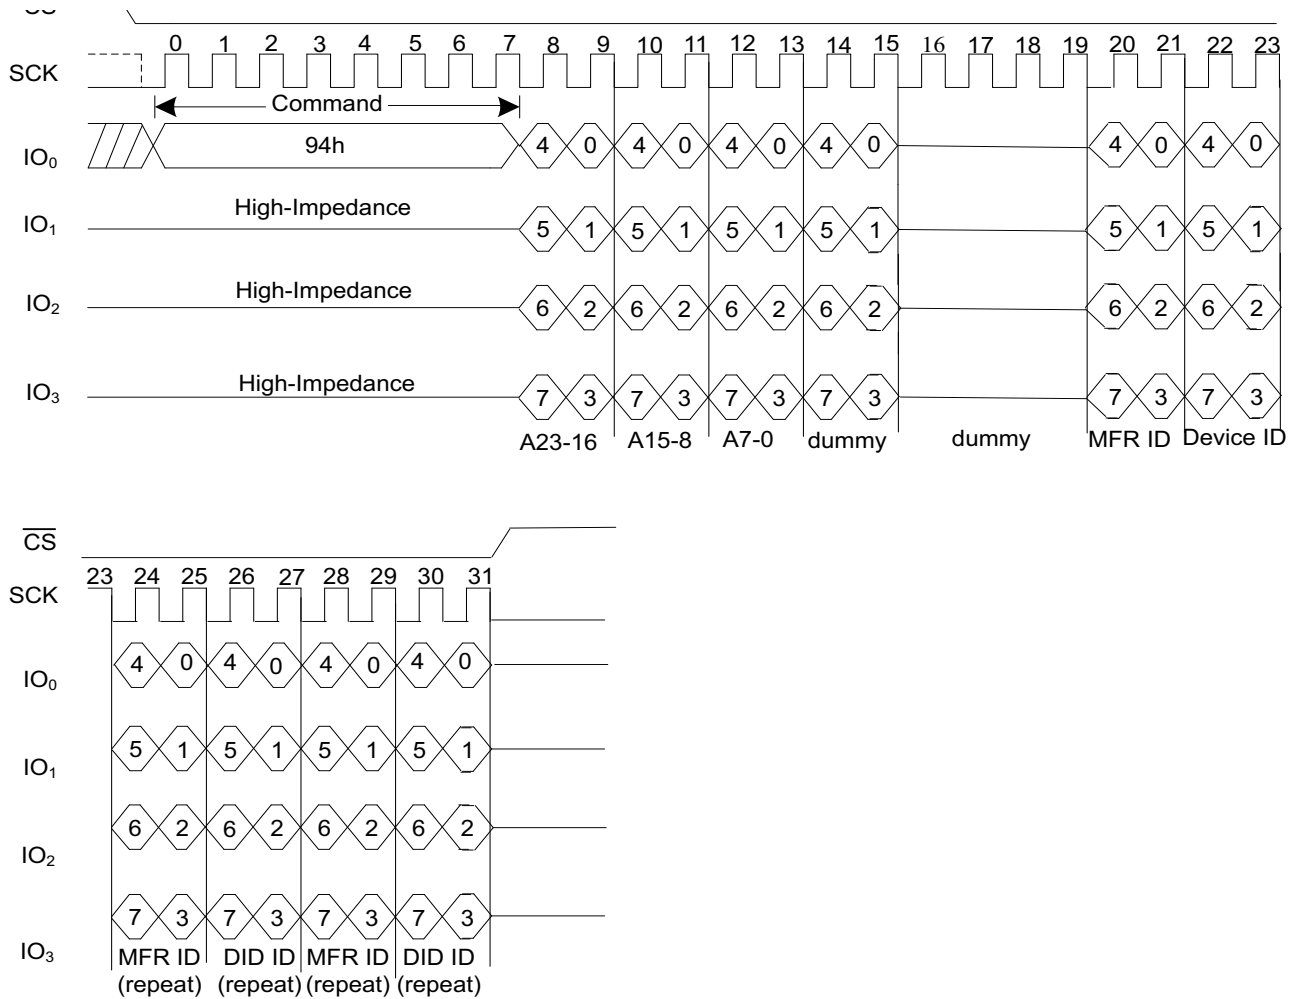 CS
0 1 2 3 4 5 6 7 8 9 10 11 12 13 14 15 16 17 18 19 20 21 22 23
SCK
Command
IO0 94h 4 0 4 0 4 0 4 0 4 0 4 0
IO1 High-Impedance 5 1 5 1 5 1 5 1 5 1 5 1
IO2 High-Impedance 6 2 6 2 6 2 6 2 6 2 6 2
IO3 High-Impedance 7 3 7 3 7 3 7 3 7 3 7 3
A23-16 A15-8 A7-0 dummy dummy MFR ID Device ID
CS
23 24 25 26 27 28 29 30 31
SCK
IO0 4 0 4 0 4 0 4 0
IO1 5 1 5 1 5 1 5 1
IO2 6 2 6 2 6 2 6 2
IO3 7 3 7 3 7 3 7 3
MFR ID DID ID MFR ID DID ID
(repeat) (repeat) (repeat) (repeat)